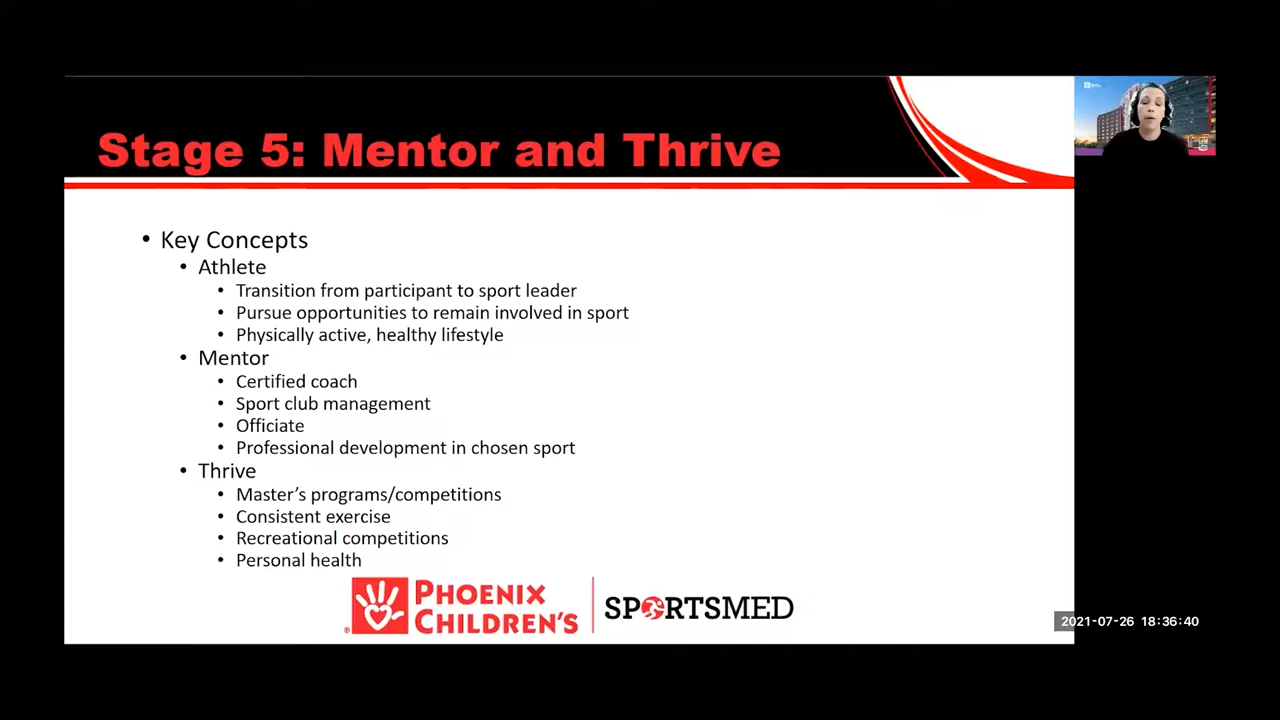 Stage 5: Mentor and Thrive
• Key Concepts
• Athlete
• Transition from participant to sport leader
• Pursue opportunities to remain involved in sport
• Physically active, healthy lifestyle
• Mentor
• Certified coach
• Sport club management
• Officiate
• Professional development in chosen sport
• Thrive
• Master’s programs/competitions
• Consistent exercise
• Recreational competitions
• Personal health
PHOENIX
CHILDREN'S
SPORTSMED
2021-07-26 18:36:40